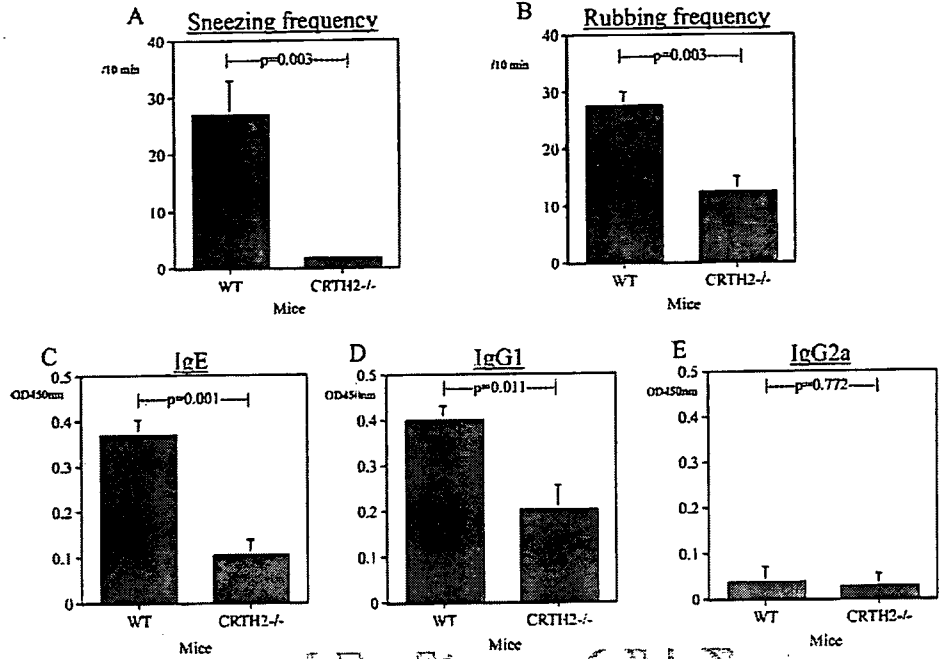 A
Sneezing frequency
40
/10 min
p=0.003
30
20
10
0
WT
CRTH2-/-
Mice
B
Rubbing frequency
40
/10 min
p=0.003
30
20
10
0
WT
CRTH2-/-
Mice
C
IgE
0.5
OD450nm
p=0.001
0.4
0.3
0.2
0.1
0
WT
CRTH2-/-
Mice
D
IgG1
0.5
OD450nm
p=0.011
0.4
0.3
0.2
0.1
0
WT
CRTH2-/-
Mice
E
IgG2a
0.5
OD450nm
p=0.772
0.4
0.3
0.2
0.1
0
WT
CRTH2-/-
Mice